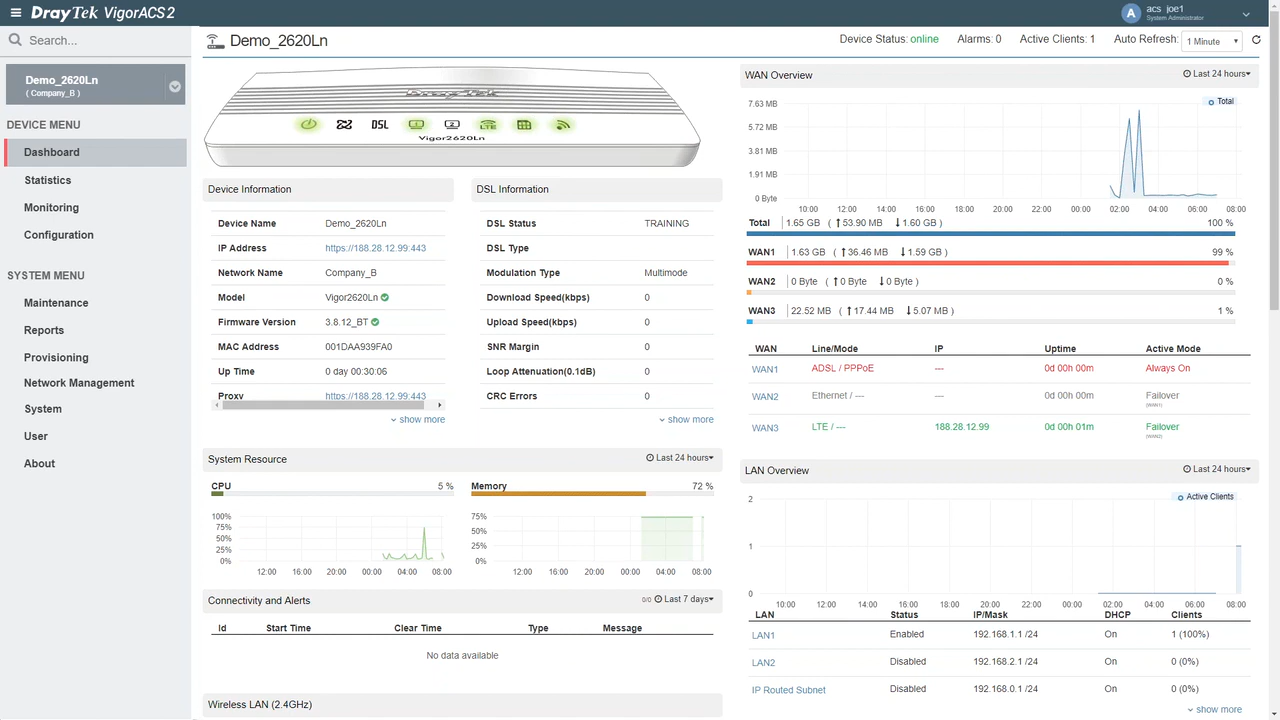 DrayTek VigorACS 2
A
acs_joe1
System Administrator
Search...
Demo_2620Ln
( Company_B )
DEVICE MENU
Dashboard
Statistics
Monitoring
Configuration
SYSTEM MENU
Maintenance
Reports
Provisioning
Network Management
System
User
About
Demo_2620Ln
Device Status: online Alarms: 0 Active Clients: 1 Auto Refresh: 1 Minute
DrayTek
DSL 1 2 LTE
Vigor2620Ln
Device Information
Device Name Demo_2620Ln
IP Address https://188.28.12.99:443
Network Name Company_B
Model Vigor2620Ln
Firmware Version 3.8.12_BT
MAC Address 001DAA939FA0
Up Time 0 day 00:30:06
Proxy https://188.28.12.99:443
show more
DSL Information
DSL Status TRAINING
DSL Type
Modulation Type Multimode
Download Speed(kbps) 0
Upload Speed(kbps) 0
SNR Margin 0
Loop Attenuation(0.1dB) 0
CRC Errors 0
show more
System Resource Last 24 hours
CPU 5 %
100%
75%
50%
25%
0%
12:00 16:00 20:00 00:00 04:00 08:00
Memory 72 %
75%
50%
25%
0%
12:00 16:00 20:00 00:00 04:00 08:00
Connectivity and Alerts 0/0 Last 7 days
Id Start Time Clear Time Type Message
No data available
Wireless LAN (2.4GHz)
WAN Overview Last 24 hours
Total
7.63 MB
5.72 MB
3.81 MB
1.91 MB
0 Byte
10:00 12:00 14:00 16:00 18:00 20:00 22:00 00:00 02:00 04:00 06:00 08:00
Total 1.65 GB ( 53.90 MB 1.60 GB ) 100 %
WAN1 1.63 GB ( 36.46 MB 1.59 GB ) 99 %
WAN2 0 Byte ( 0 Byte 0 Byte ) 0 %
WAN3 22.52 MB ( 17.44 MB 5.07 MB ) 1 %
WAN Line/Mode IP Uptime Active Mode
WAN1 ADSL / PPPoE --- 0d 00h 00m Always On
WAN2 Ethernet / --- --- 0d 00h 00m Failover
(WAN1)
WAN3 LTE / --- 188.28.12.99 0d 00h 01m Failover
(WAN2)
LAN Overview Last 24 hours
Active Clients
2
1
0
10:00 12:00 14:00 16:00 18:00 20:00 22:00 00:00 02:00 04:00 06:00 08:00
LAN Status IP/Mask DHCP Clients
LAN1 Enabled 192.168.1.1 /24 On 1 (100%)
LAN2 Disabled 192.168.2.1 /24 On 0 (0%)
IP Routed Subnet Disabled 192.168.0.1 /24 On 0 (0%)
show more